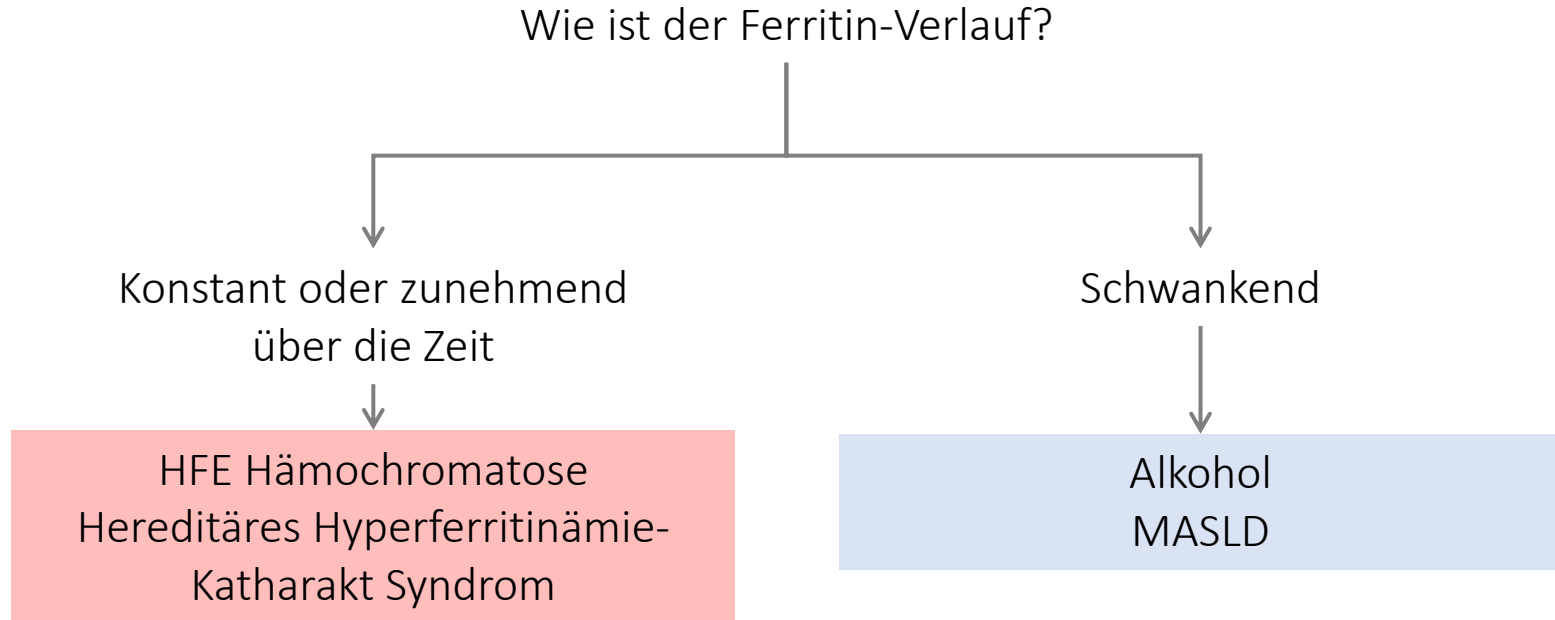 Wie ist der Ferritin-Verlauf?
Konstant oder zunehmend
über die Zeit
Schwankend
HFE Hämochromatose
Hereditäres Hyperferritinämie-
Katharakt Syndrom
Alkohol
MASLD